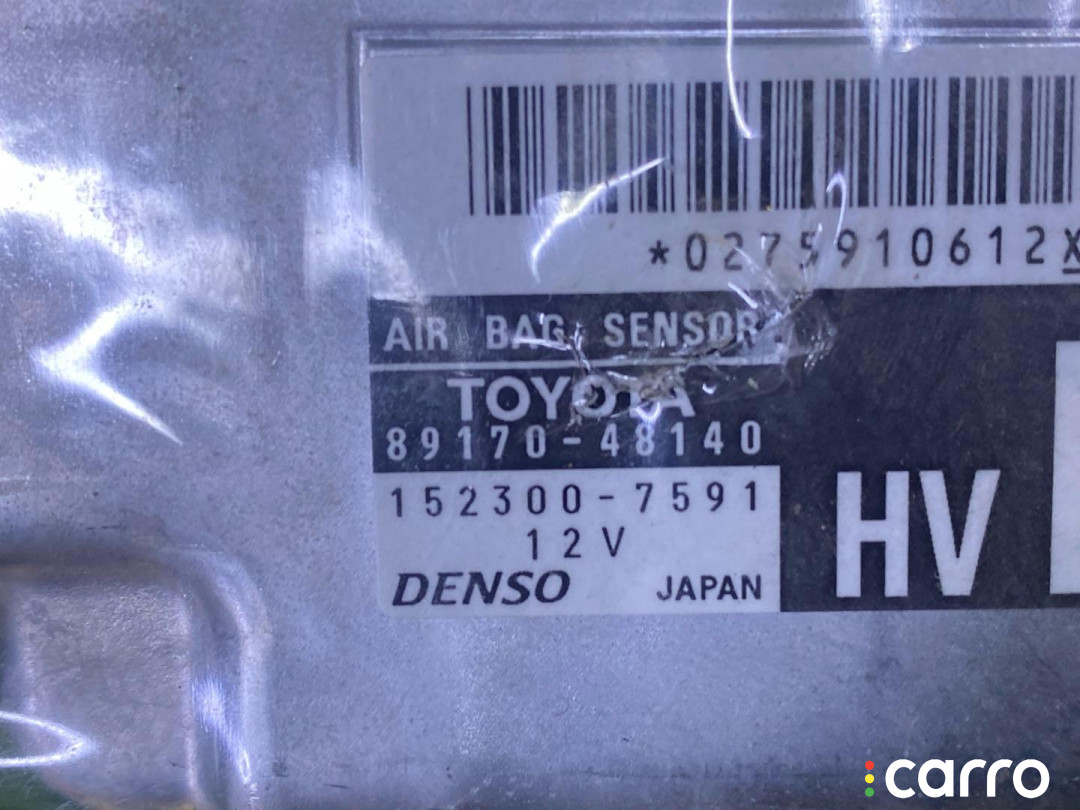 *0275910612X
AIR BAG SENSOR
TOYOTA
89170-48140
152300-7591
12V
HV
DENSO JAPAN
carro